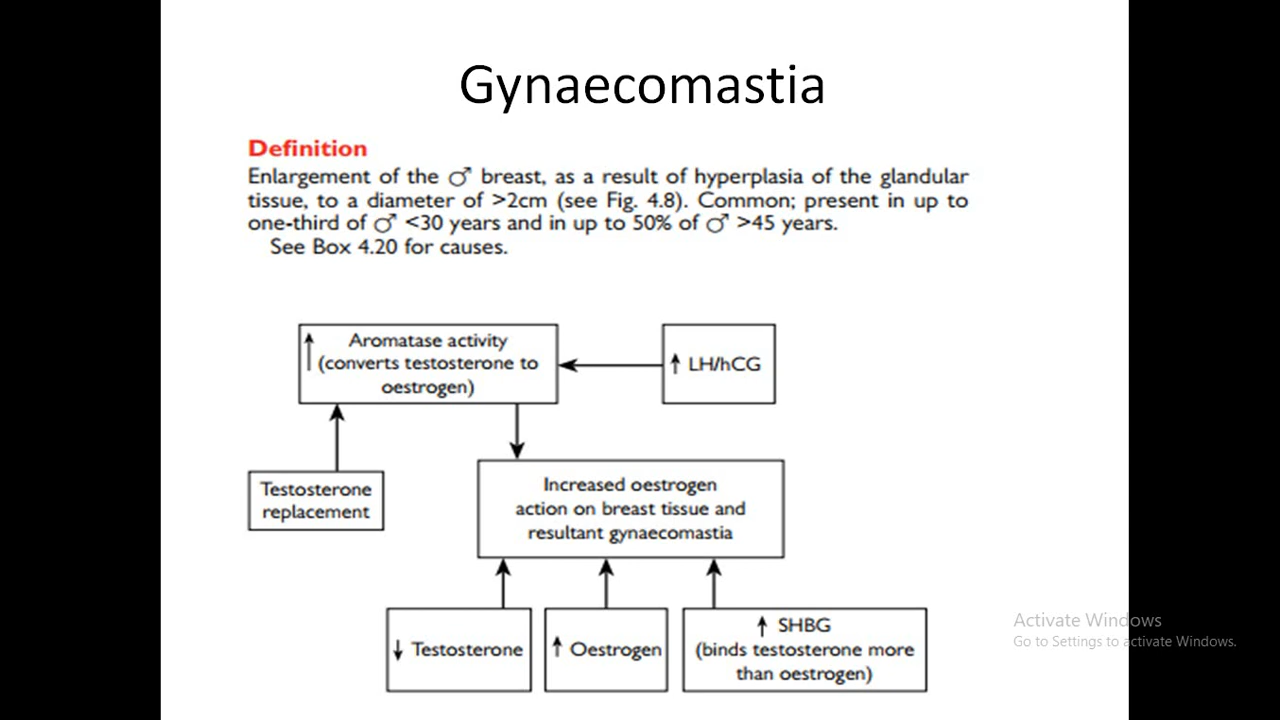 Gynaecomastia
Definition
Enlargement of the ♂ breast, as a result of hyperplasia of the glandular
tissue, to a diameter of >2cm (see Fig. 4.8). Common; present in up to
one-third of ♂ <30 years and in up to 50% of ♂ >45 years.
See Box 4.20 for causes.
↑ Aromatase activity
(converts testosterone to
oestrogen)
↑ LH/hCG
Testosterone
replacement
Increased oestrogen
action on breast tissue and
resultant gynaecomastia
↓ Testosterone
↑ Oestrogen
↑ SHBG
(binds testosterone more
than oestrogen)
Activate Windows
Go to Settings to activate Windows.